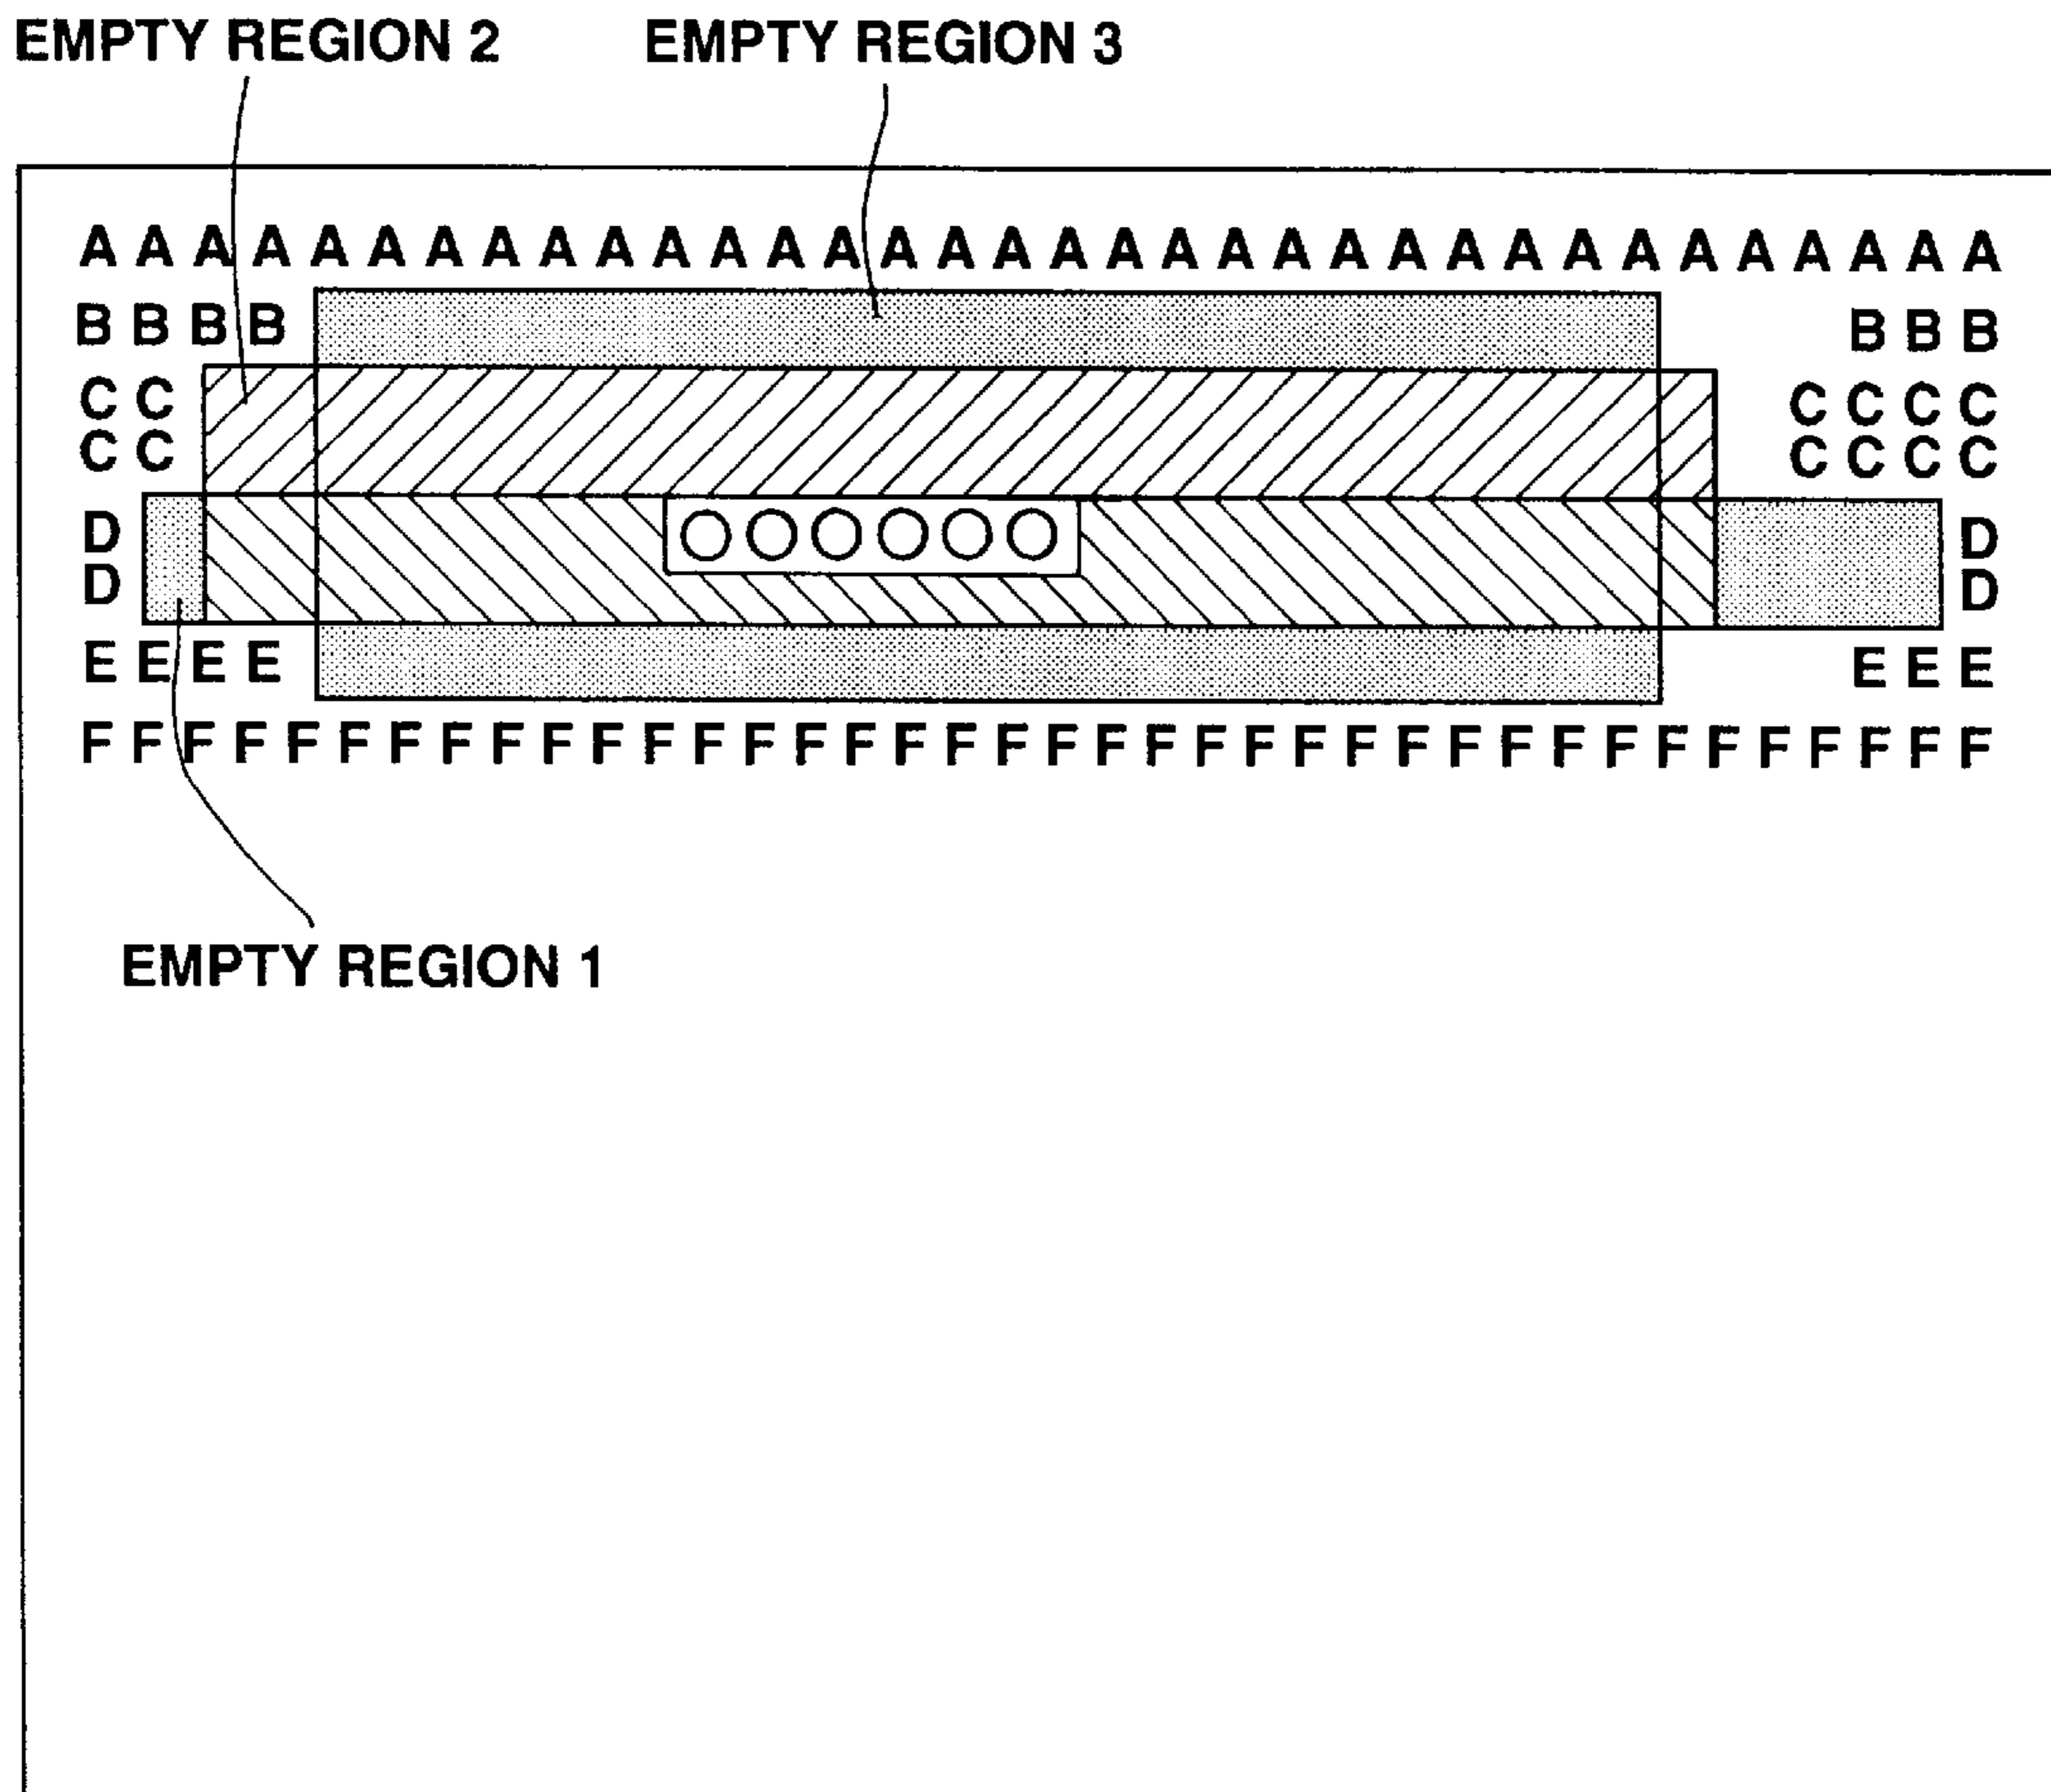 EMPTY REGION 2 EMPTY REGION 3
A A A A A A A A A A A A A A A A A A A A A A A A A A A A A A A A A A
B B B B B B B
C C C C C C
C C C C C C
D O O O O O O D
D D
E E E E E E E
F F F F F F F F F F F F F F F F F F F F F F F F F F F F F F F F F F F F F F
EMPTY REGION 1